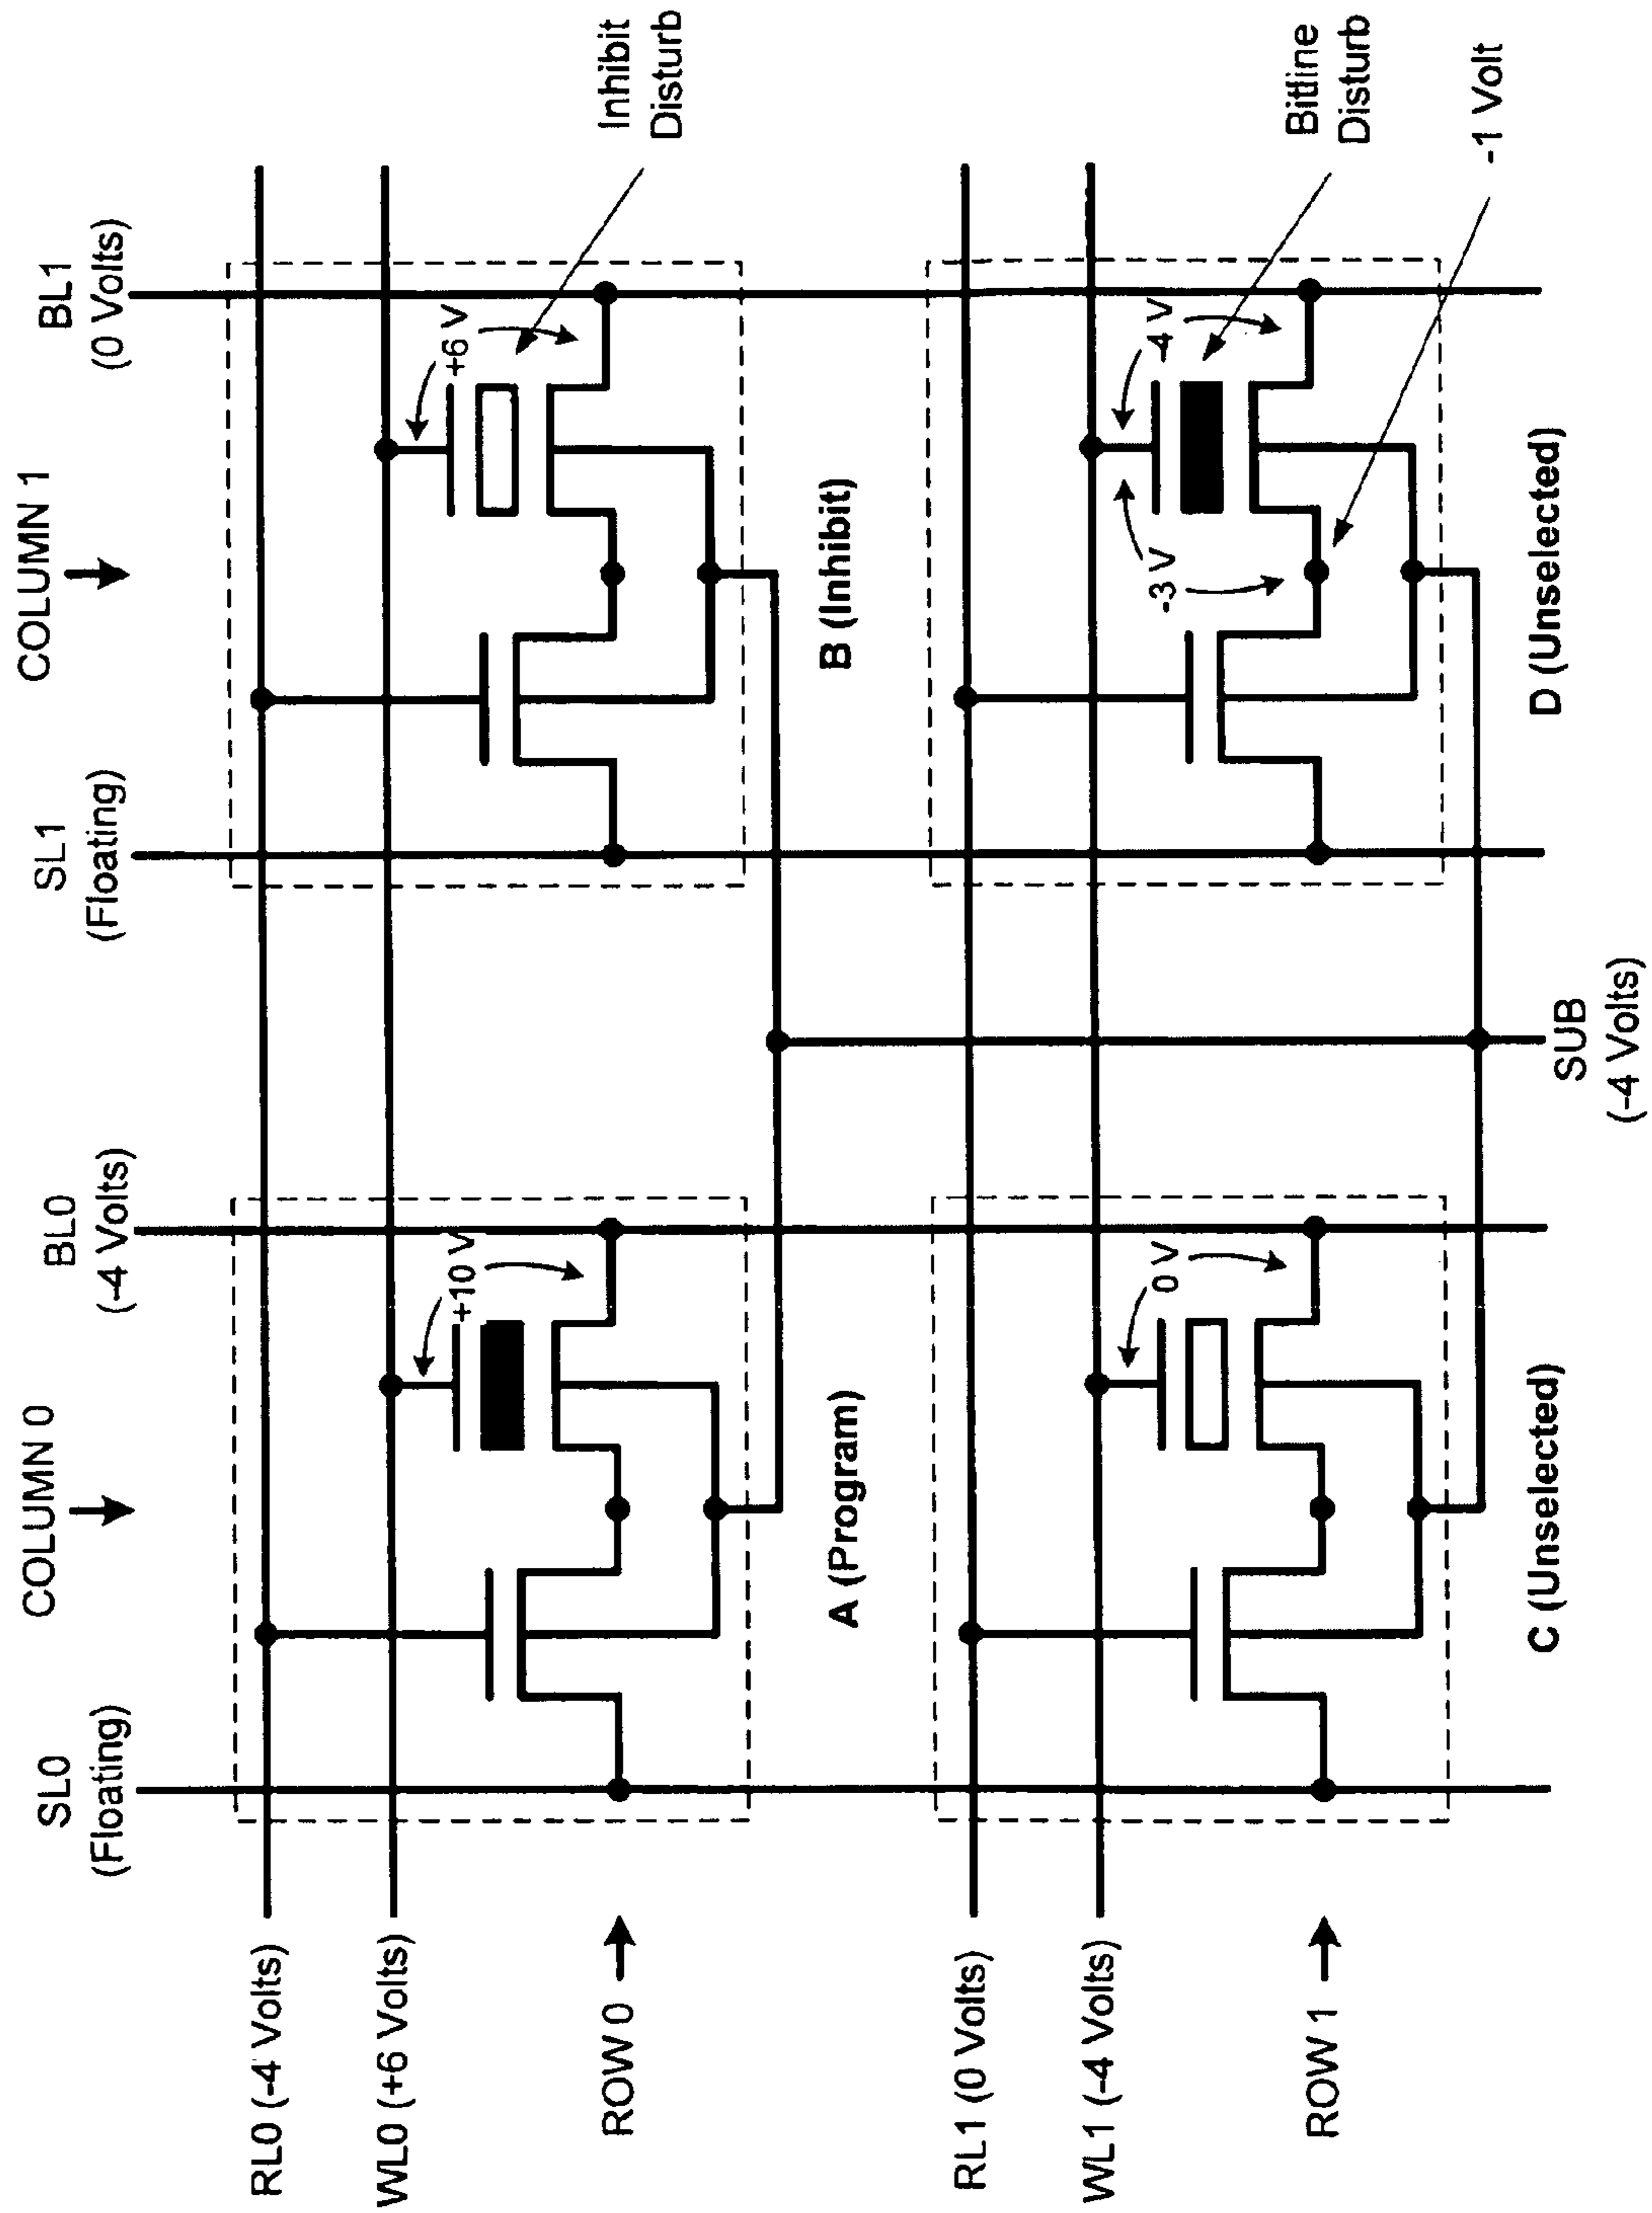 COLUMN 0
COLUMN 1
SL0
(Floating)
BL0
(-4 Volts)
SL1
(Floating)
BL1
(0 Volts)
RL0 (-4 Volts)
WL0 (+6 Volts)
+10 V
+6 V
ROW 0
Inhibit
Disturb
A (Program)
B (Inhibit)
RL1 (0 Volts)
WL1 (-4 Volts)
0 V
-3 V
-4 V
ROW 1
Bitline
Disturb
-1 Volt
C (Unselected)
D (Unselected)
SUB
(-4 Volts)